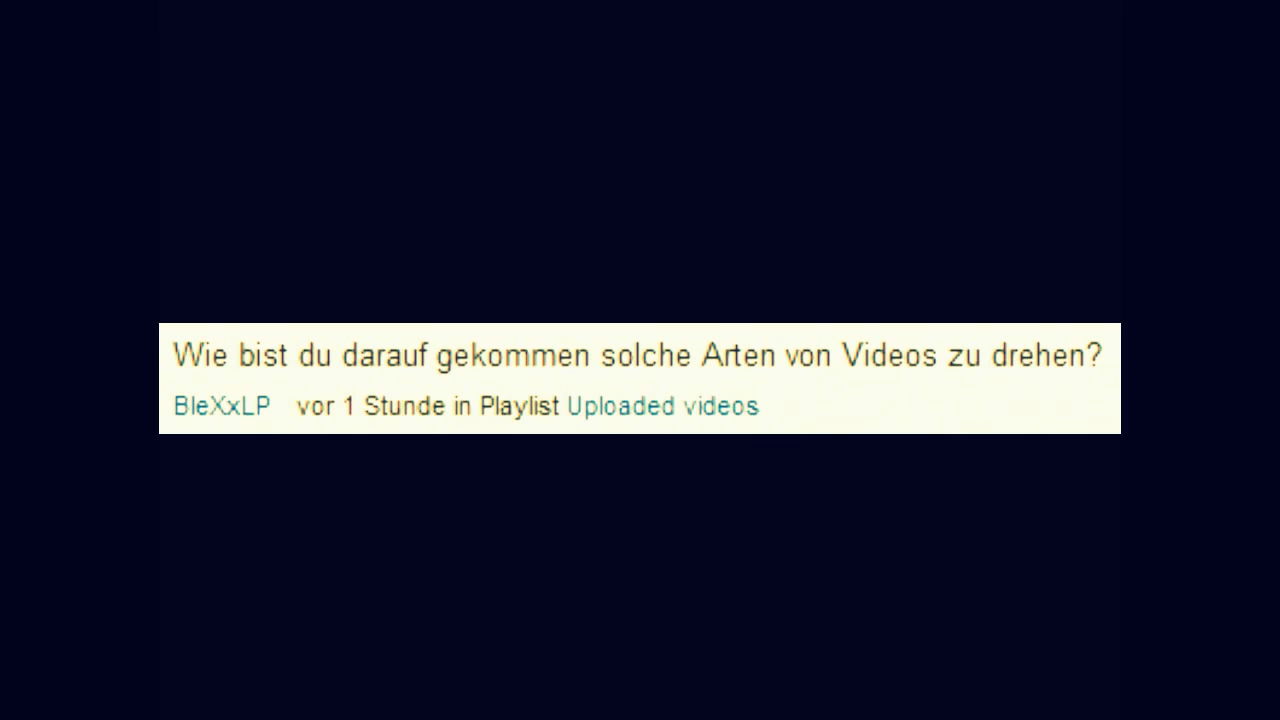 Wie bist du darauf gekommen solche Arten von Videos zu drehen?
BleXxLP vor 1 Stunde in Playlist Uploaded videos